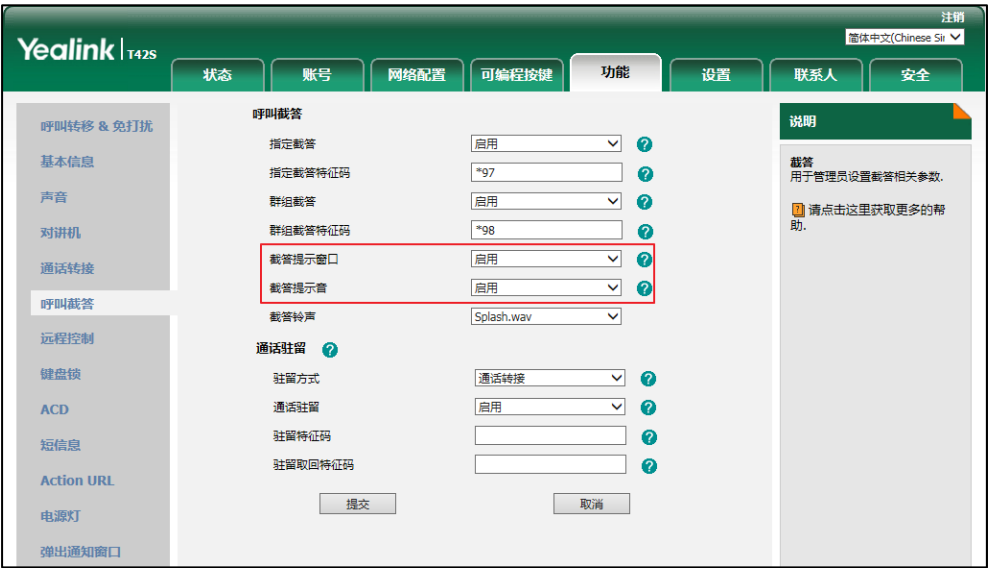 注销
Yealink T42S
简体中文(Chinese Sir
状态 账号 网络配置 可编程按键 功能 设置 联系人 安全
呼叫转移 & 免打扰
基本信息
声音
对讲机
通话转接
呼叫截答
远程控制
键盘锁
ACD
短信息
Action URL
电源灯
弹出通知窗口
呼叫截答
指定截答 启用 ?
指定截答特征码 *97 ?
群组截答 启用 ?
群组截答特征码 *98 ?
截答提示窗口 启用 ?
截答提示音 启用 ?
截答铃声 Splash.wav
通话驻留 ?
驻留方式 通话转接 ?
通话驻留 启用 ?
驻留特征码 ?
驻留取回特征码 ?
提交 取消
说明
截答
用于管理员设置截答相关参数.
? 请点击这里获取更多的帮
助.